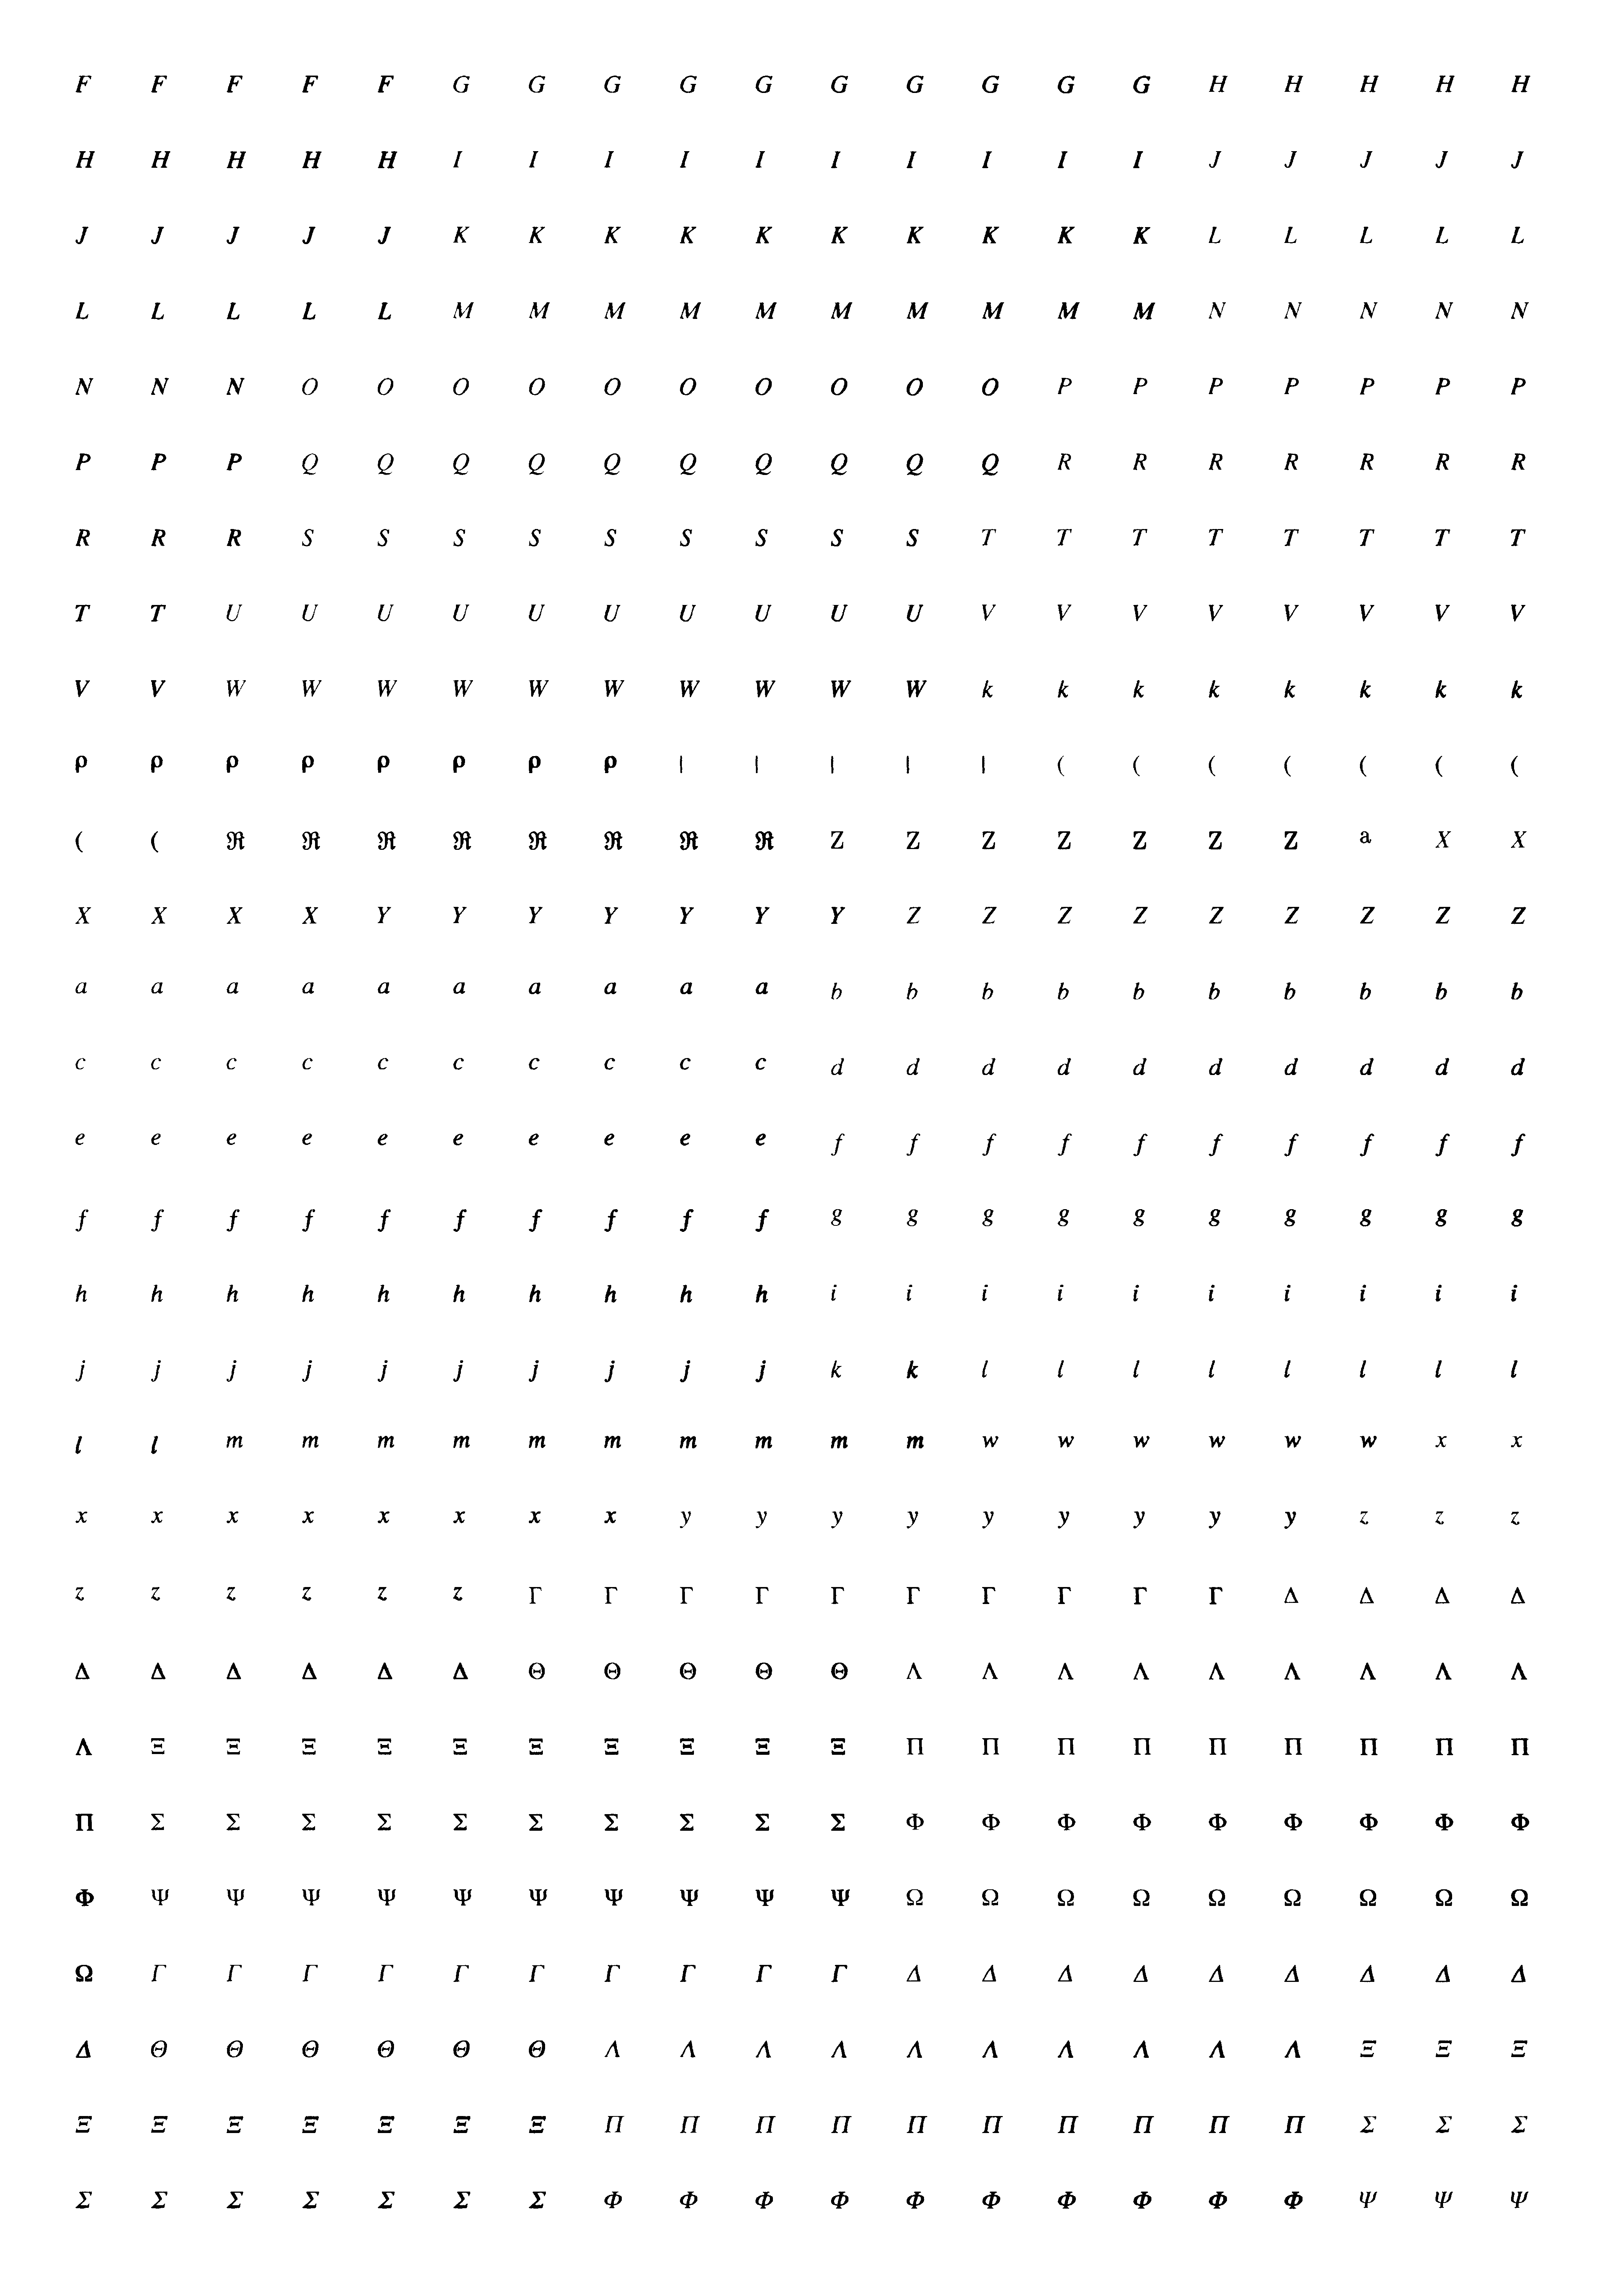 F F F F F G G G G G G G G G G H H H H H
H H H H H I I I I I I I I I I J J J J J
J J J J J K K K K K K K K K K L L L L L
L L L L L M M M M M M M M M M N N N N N
N N N O O O O O O O O O O P P P P P P P
P P P Q Q Q Q Q Q Q Q Q Q R R R R R R R
R R R S S S S S S S S S T T T T T T T T
T T U U U U U U U U U U V V V V V V V V
V V W W W W W W W W W W k k k k k k k k
ρ ρ ρ ρ ρ ρ ρ ρ | | | | | ( ( ( ( ( ( (
( ( ℜ ℜ ℜ ℜ ℜ ℜ ℜ ℜ Z Z Z Z Z Z Z a X X
X X X X Y Y Y Y Y Y Y Z Z Z Z Z Z Z Z Z
a a a a a a a a a a b b b b b b b b b b
c c c c c c c c c c d d d d d d d d d d
e e e e e e e e e e f f f f f f f f f f
f f f f f f f f f f g g g g g g g g g g
h h h h h h h h h h i i i i i i i i i i
j j j j j j j j j j k k l l l l l l l l
l l m m m m m m m m m m w w w w w w x x
x x x x x x x x y y y y y y y y y z z z
z z z z z z Γ Γ Γ Γ Γ Γ Γ Γ Γ Γ Δ Δ Δ Δ
Δ Δ Δ Δ Δ Δ Θ Θ Θ Θ Θ Λ Λ Λ Λ Λ Λ Λ Λ Λ
Λ Ξ Ξ Ξ Ξ Ξ Ξ Ξ Ξ Ξ Ξ Π Π Π Π Π Π Π Π Π
Π Σ Σ Σ Σ Σ Σ Σ Σ Σ Σ Φ Φ Φ Φ Φ Φ Φ Φ Φ
Φ Ψ Ψ Ψ Ψ Ψ Ψ Ψ Ψ Ψ Ψ Ω Ω Ω Ω Ω Ω Ω Ω Ω
Ω Γ Γ Γ Γ Γ Γ Γ Γ Γ Γ Δ Δ Δ Δ Δ Δ Δ Δ Δ
Δ Θ Θ Θ Θ Θ Θ Λ Λ Λ Λ Λ Λ Λ Λ Λ Λ Ξ Ξ Ξ
Ξ Ξ Ξ Ξ Ξ Ξ Ξ Π Π Π Π Π Π Π Π Π Π Σ Σ Σ
Σ Σ Σ Σ Σ Σ Σ Φ Φ Φ Φ Φ Φ Φ Φ Φ Φ Ψ Ψ Ψ